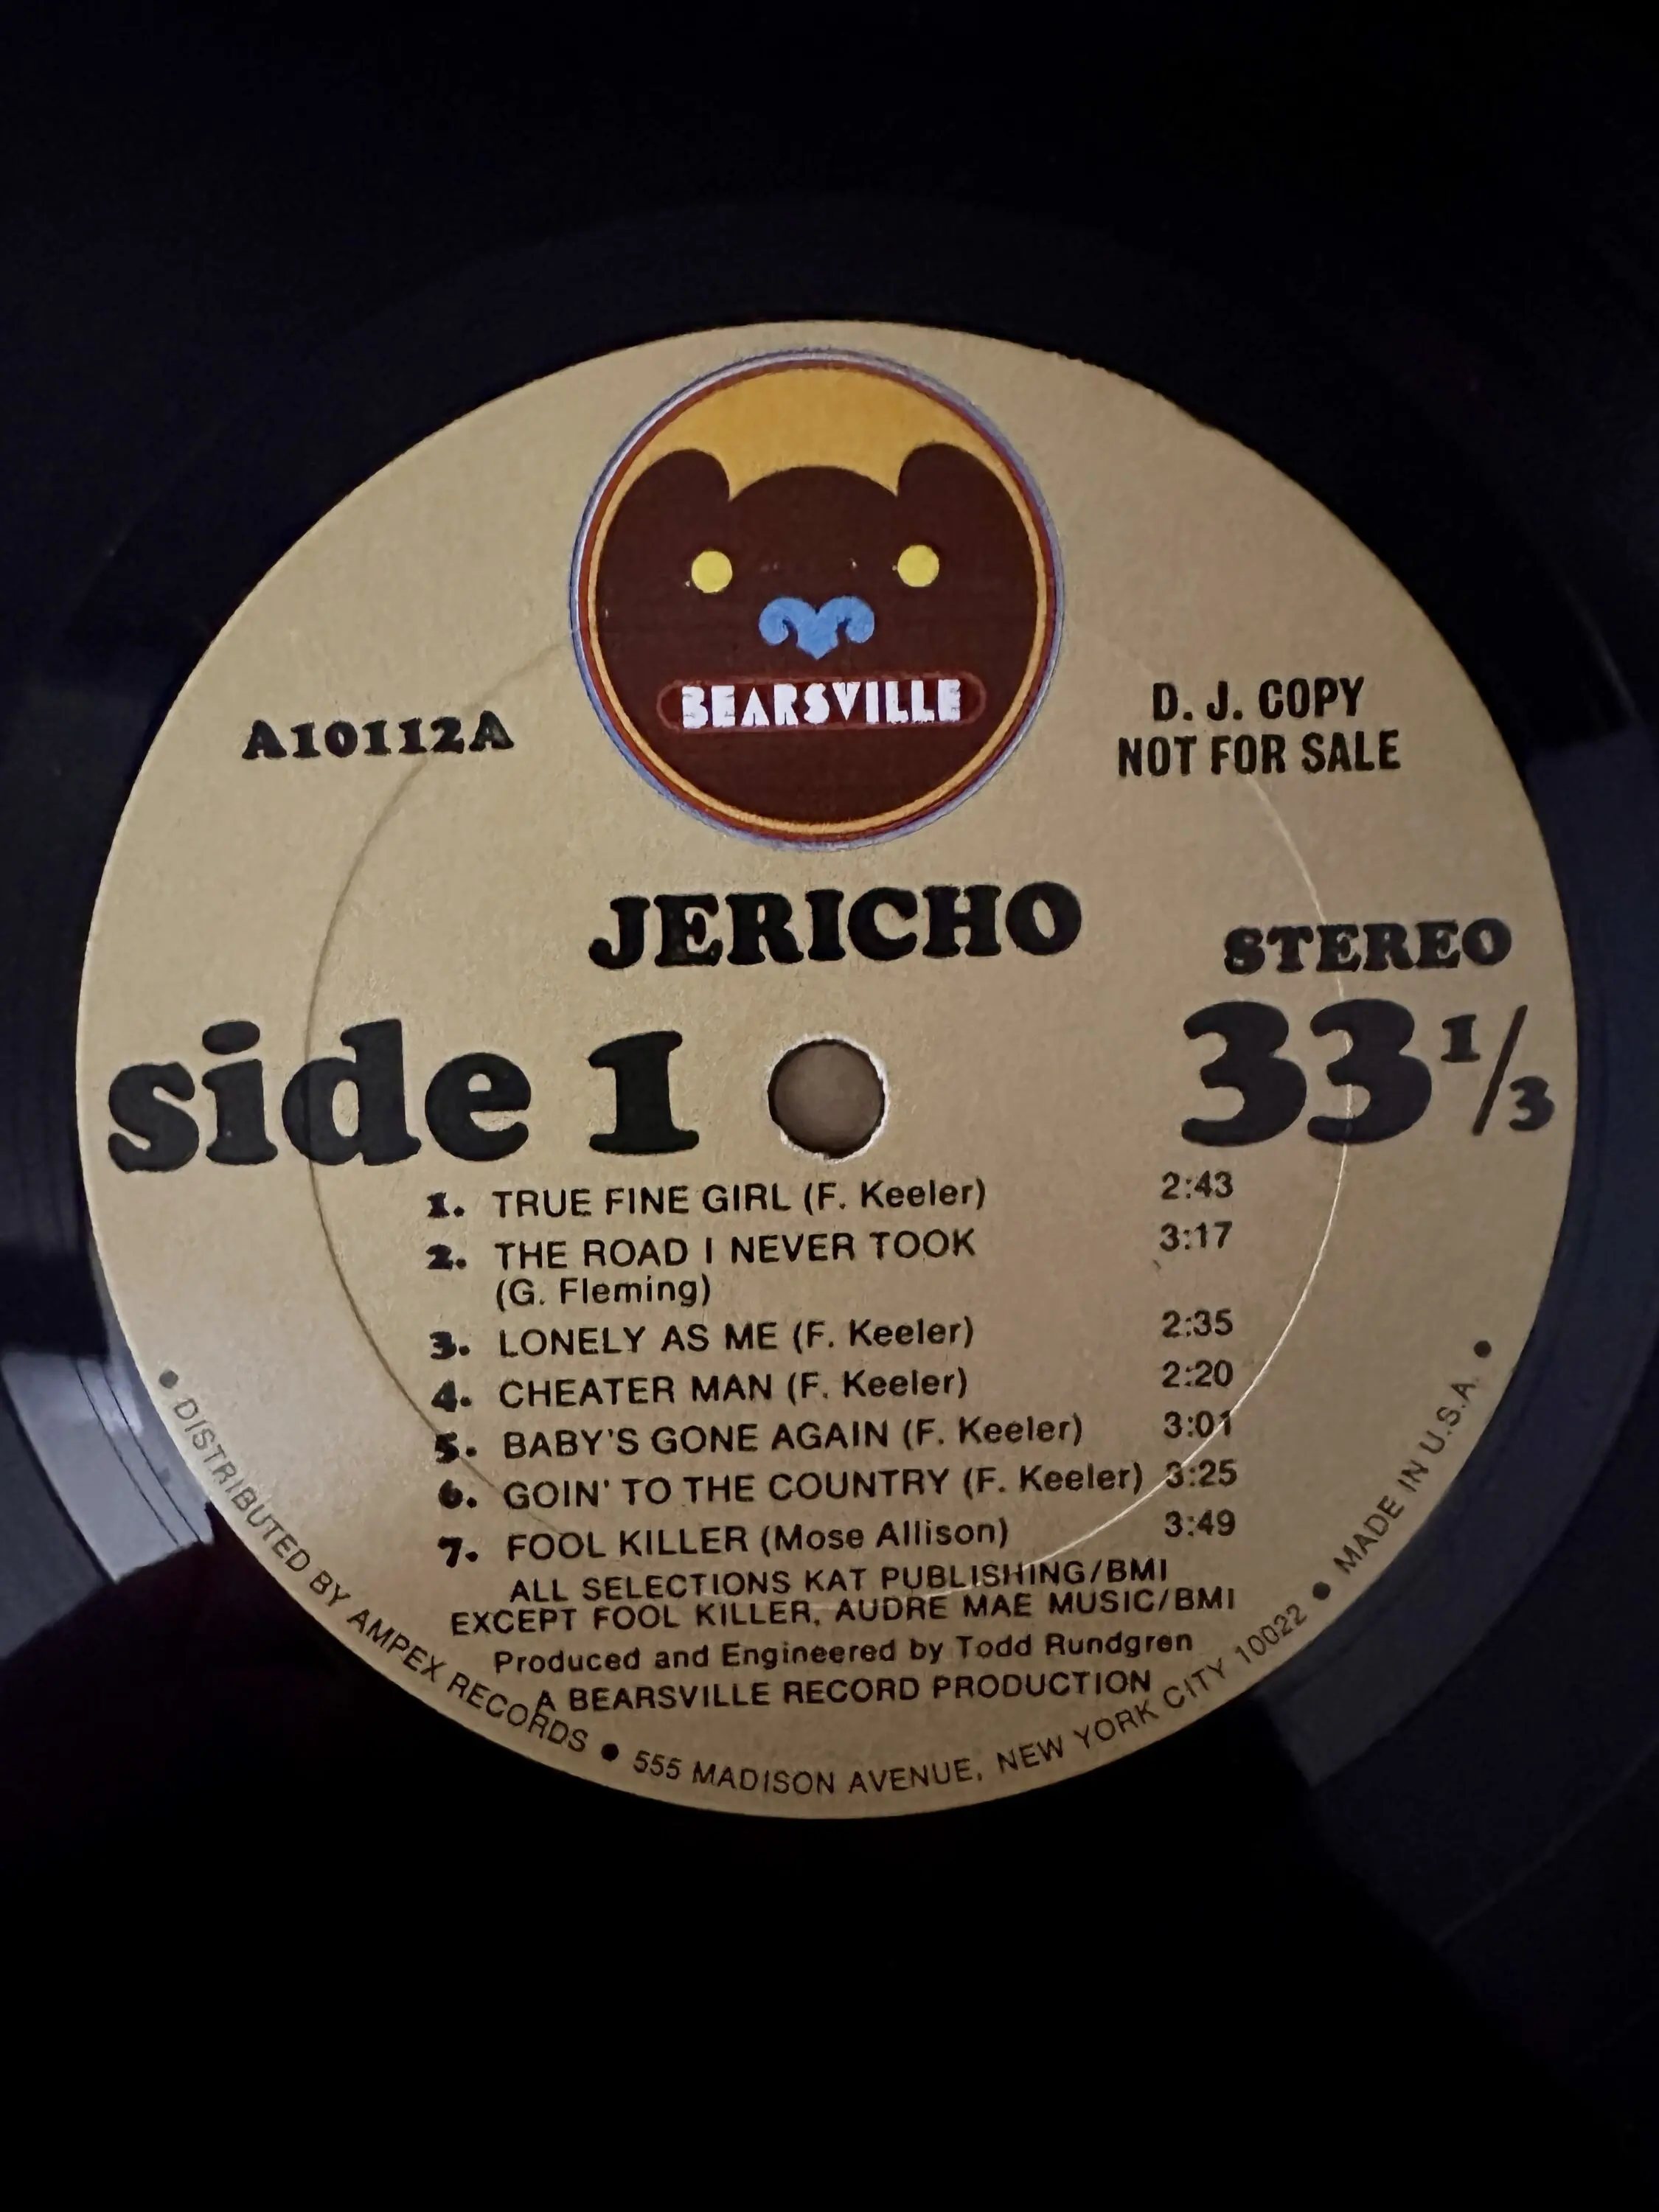 BEARSVILLE
A10112A
D. J. COPY
NOT FOR SALE
JERICHO
STEREO
side 1
33 1/3
1. TRUE FINE GIRL (F. Keeler) 2:43
2. THE ROAD I NEVER TOOK 3:17
(G. Fleming)
3. LONELY AS ME (F. Keeler) 2:35
4. CHEATER MAN (F. Keeler) 2:20
5. BABY'S GONE AGAIN (F. Keeler) 3:01
6. GOIN' TO THE COUNTRY (F. Keeler) 3:25
7. FOOL KILLER (Mose Allison) 3:49
ALL SELECTIONS KAT PUBLISHING/BMI
EXCEPT FOOL KILLER, AUDRE MAE MUSIC/BMI
Produced and Engineered by Todd Rundgren
A BEARSVILLE RECORD PRODUCTION
• DISTRIBUTED BY AMPEX RECORDS • 555 MADISON AVENUE, NEW YORK CITY 10022 • MADE IN U.S.A. •